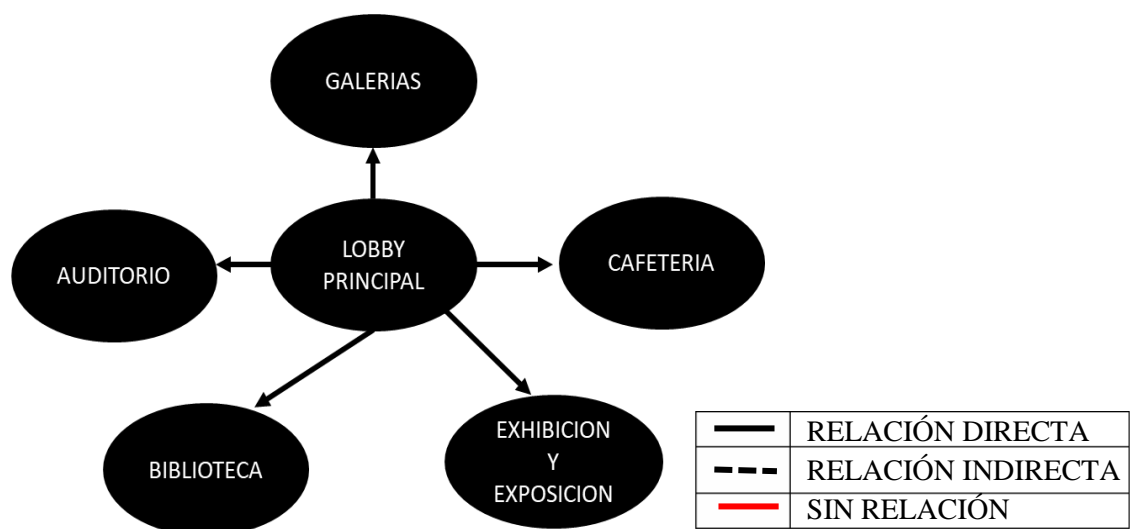 GALERIAS
LOBBY
PRINCIPAL
AUDITORIO
CAFETERIA
BIBLIOTECA
EXHIBICION
Y
EXPOSICION
RELACIÓN DIRECTA
RELACIÓN INDIRECTA
SIN RELACIÓN